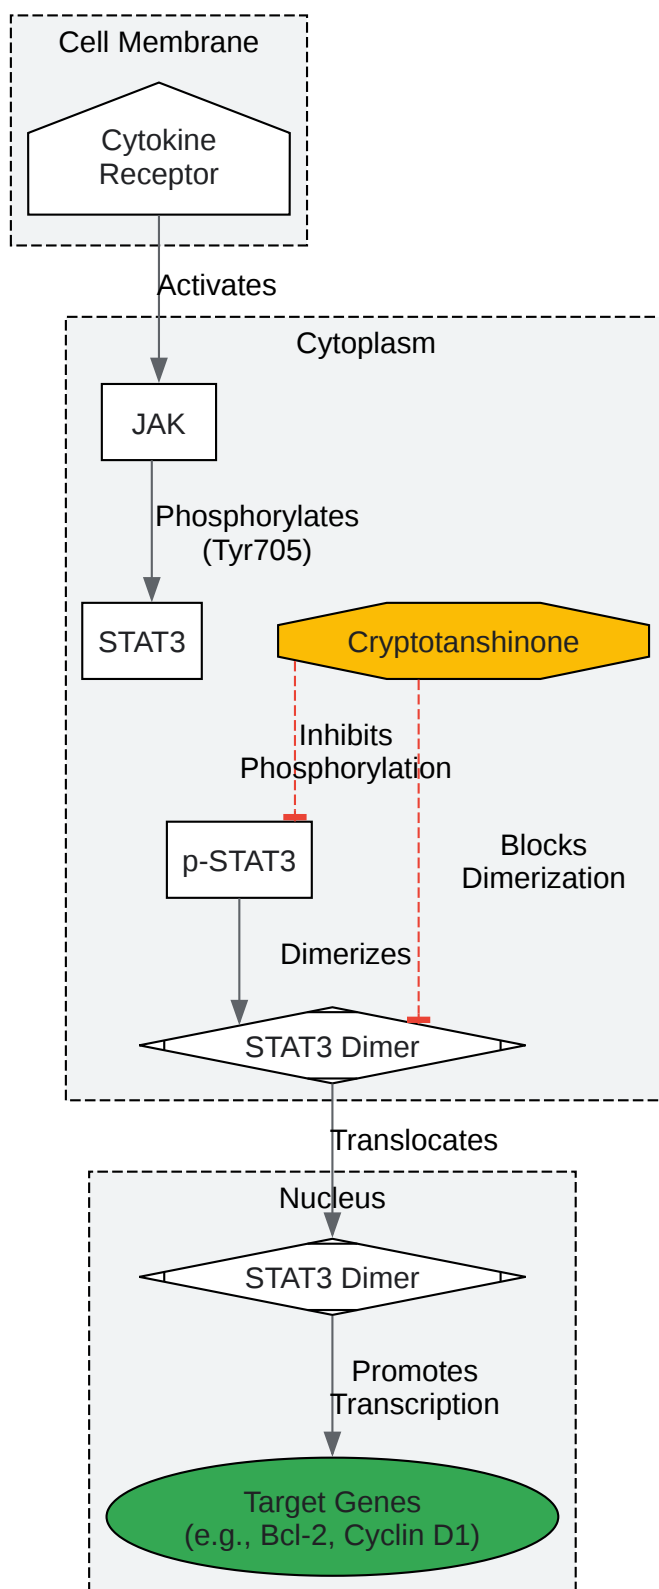 Cell Membrane
Cytokine
Receptor
Activates
Cytoplasm
JAK
Phosphorylates
(Tyr705)
STAT3
Cryptotanshinone
Inhibits
Phosphorylation
Blocks
Dimerization
p-STAT3
Dimerizes
STAT3 Dimer
Translocates
Nucleus
STAT3 Dimer
Promotes
Transcription
Target Genes
(e.g., Bcl-2, Cyclin D1)